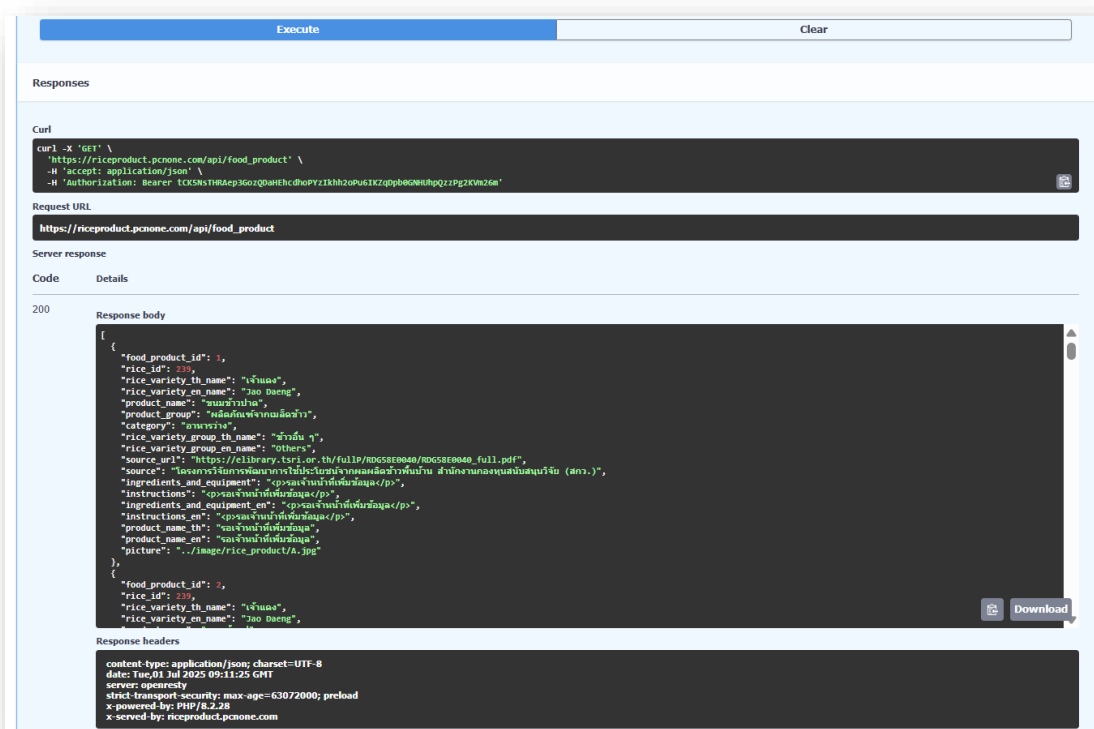 Execute
Clear
Responses
Curl
curl -X 'GET' \
'https://riceproduct.pcnone.com/api/food_product' \
-H 'accept: application/json' \
-H 'Authorization: Bearer tCK5NsTHRAep3GozQDaHEhcdhoPYzIkhh2oPu6IKZqDpb0GNHUhpQzzPg2KVm26m'
Request URL
https://riceproduct.pcnone.com/api/food_product
Server response
Code Details
200
Response body
[
{
"food_product_id": 1,
"rice_id": 239,
"rice_variety_th_name": "เจ้าแดง",
"rice_variety_en_name": "Jao Daeng",
"product_name": "ขนมข้าวปาด",
"product_group": "ผลิตภัณฑ์จากเมล็ดข้าว",
"category": "อาหารว่าง",
"rice_variety_group_th_name": "ข้าวอื่น ๆ",
"rice_variety_group_en_name": "Others",
"source_url": "https://elibrary.tsri.or.th/fullP/RDG58E0040/RDG58E0040_full.pdf",
"source": "โครงการวิจัยการพัฒนาการใช้ประโยชน์จากผลผลิตข้าวพื้นบ้าน สำนักงานกองทุนสนับสนุนวิจัย (สกว.)",
"ingredients_and_equipment": "<p>รอเจ้าหน้าที่เพิ่มข้อมูล</p>",
"instructions": "<p>รอเจ้าหน้าที่เพิ่มข้อมูล</p>",
"ingredients_and_equipment_en": "<p>รอเจ้าหน้าที่เพิ่มข้อมูล</p>",
"instructions_en": "<p>รอเจ้าหน้าที่เพิ่มข้อมูล</p>",
"product_name_th": "รอเจ้าหน้าที่เพิ่มข้อมูล",
"product_name_en": "รอเจ้าหน้าที่เพิ่มข้อมูล",
"picture": "../image/rice_product/A.jpg"
},
{
"food_product_id": 2,
"rice_id": 239,
"rice_variety_th_name": "เจ้าแดง",
"rice_variety_en_name": "Jao Daeng",
Download
Response headers
content-type: application/json; charset=UTF-8
date: Tue,01 Jul 2025 09:11:25 GMT
server: openresty
strict-transport-security: max-age=63072000; preload
x-powered-by: PHP/8.2.28
x-served-by: riceproduct.pcnone.com